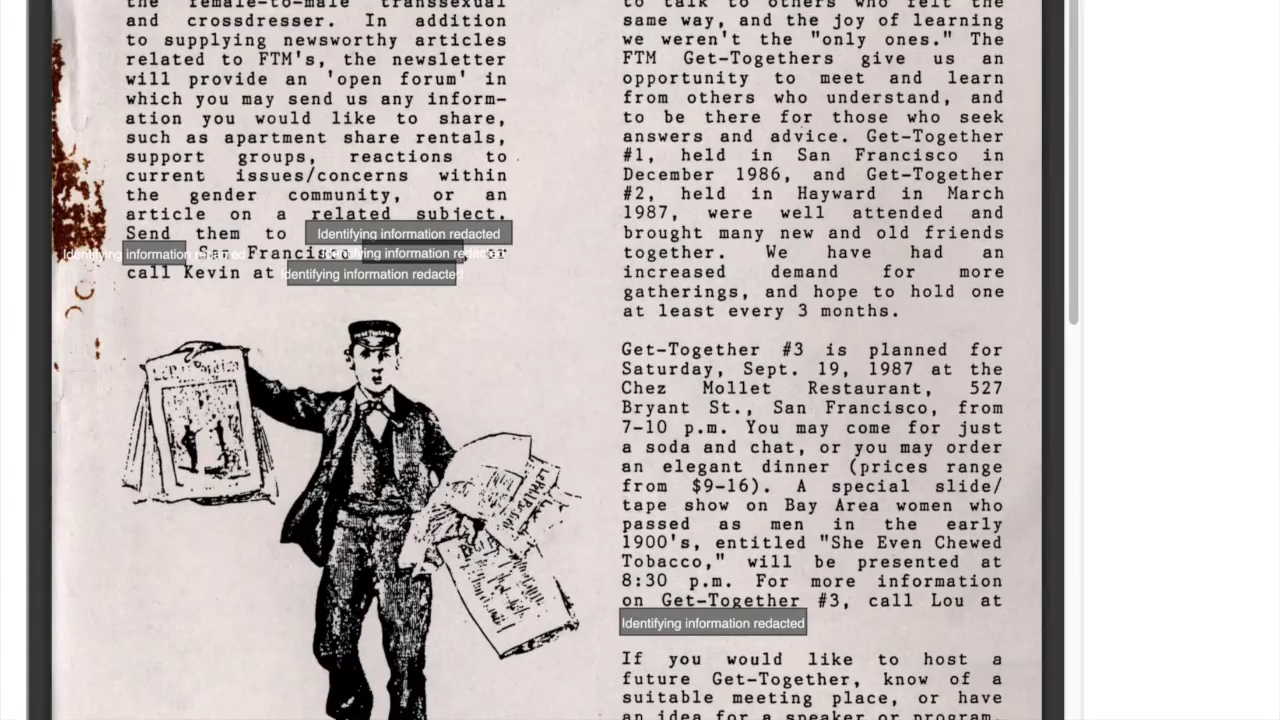 the female-to-male transsexual
and crossdresser. In addition
to supplying newsworthy articles
related to FTM's, the newsletter
will provide an 'open forum' in
which you may send us any inform-
ation you would like to share,
such as apartment share rentals,
support groups, reactions to
current issues/concerns within
the gender community, or an
article on a related subject.
Send them to Identifying information redacted
Identifying information redacted San Francisco Identifying information redacted or
call Kevin at Identifying information redacted
to talk to others who felt the
same way, and the joy of learning
we weren't the "only ones." The
FTM Get-Togethers give us an
opportunity to meet and learn
from others who understand, and
to be there for those who seek
answers and advice. Get-Together
#1, held in San Francisco in
December 1986, and Get-Together
#2, held in Hayward in March
1987, were well attended and
brought many new and old friends
together. We have had an
increased demand for more
gatherings, and hope to hold one
at least every 3 months.
Get-Together #3 is planned for
Saturday, Sept. 19, 1987 at the
Chez Mollet Restaurant, 527
Bryant St., San Francisco, from
7-10 p.m. You may come for just
a soda and chat, or you may order
an elegant dinner (prices range
from $9-16). A special slide/
tape show on Bay Area women who
passed as men in the early
1900's, entitled "She Even Chewed
Tobacco," will be presented at
8:30 p.m. For more information
on Get-Together #3, call Lou at
Identifying information redacted
If you would like to host a
future Get-Together, know of a
suitable meeting place, or have
an idea for a speaker or program,